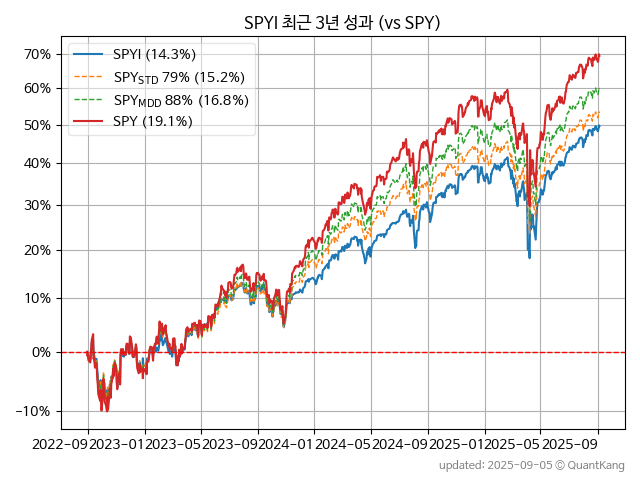 SPYI 최근 3년 성과 (vs SPY)
SPYI (14.3%)
SPY_STD 79% (15.2%)
SPY_MDD 88% (16.8%)
SPY (19.1%)
70%
60%
50%
40%
30%
20%
10%
0%
−10%
2022-09 2023-01 2023-05 2023-09 2024-01 2024-05 2024-09 2025-01 2025-05 2025-09
updated: 2025-09-05 © QuantKang